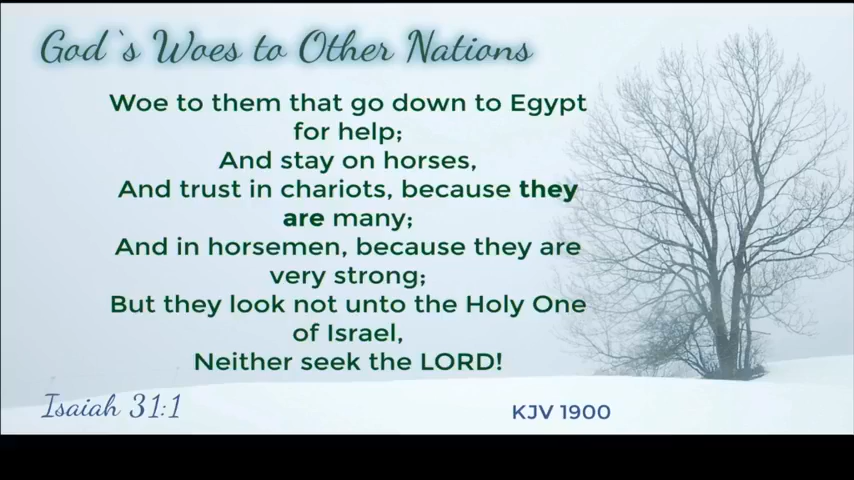 God`s Woes to Other Nations
Woe to them that go down to Egypt
for help;
And stay on horses,
And trust in chariots, because they
are many;
And in horsemen, because they are
very strong;
But they look not unto the Holy One
of Israel,
Neither seek the LORD!
Isaiah 31:1
KJV 1900